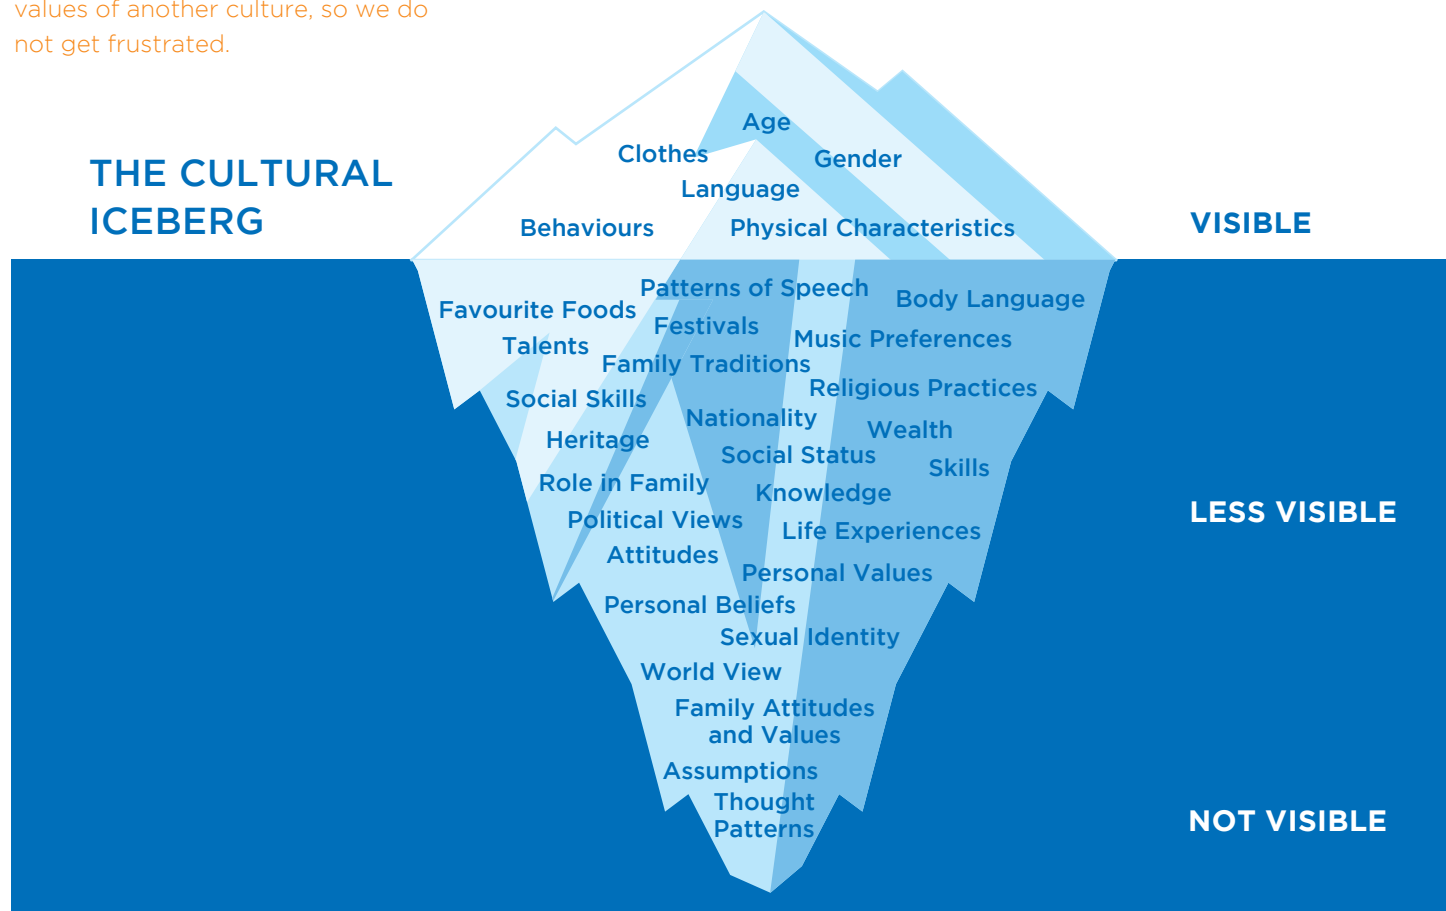 values of another culture, so we do
not get frustrated.
THE CULTURAL
ICEBERG
Age
Clothes
Gender
Language
Behaviours
Physical Characteristics
VISIBLE
Patterns of Speech
Body Language
Favourite Foods
Festivals
Music Preferences
Talents
Family Traditions
Religious Practices
Social Skills
Nationality
Wealth
Heritage
Social Status
Skills
Role in Family
Knowledge
LESS VISIBLE
Political Views
Life Experiences
Attitudes
Personal Values
Personal Beliefs
Sexual Identity
World View
Family Attitudes
and Values
Assumptions
Thought
Patterns
NOT VISIBLE